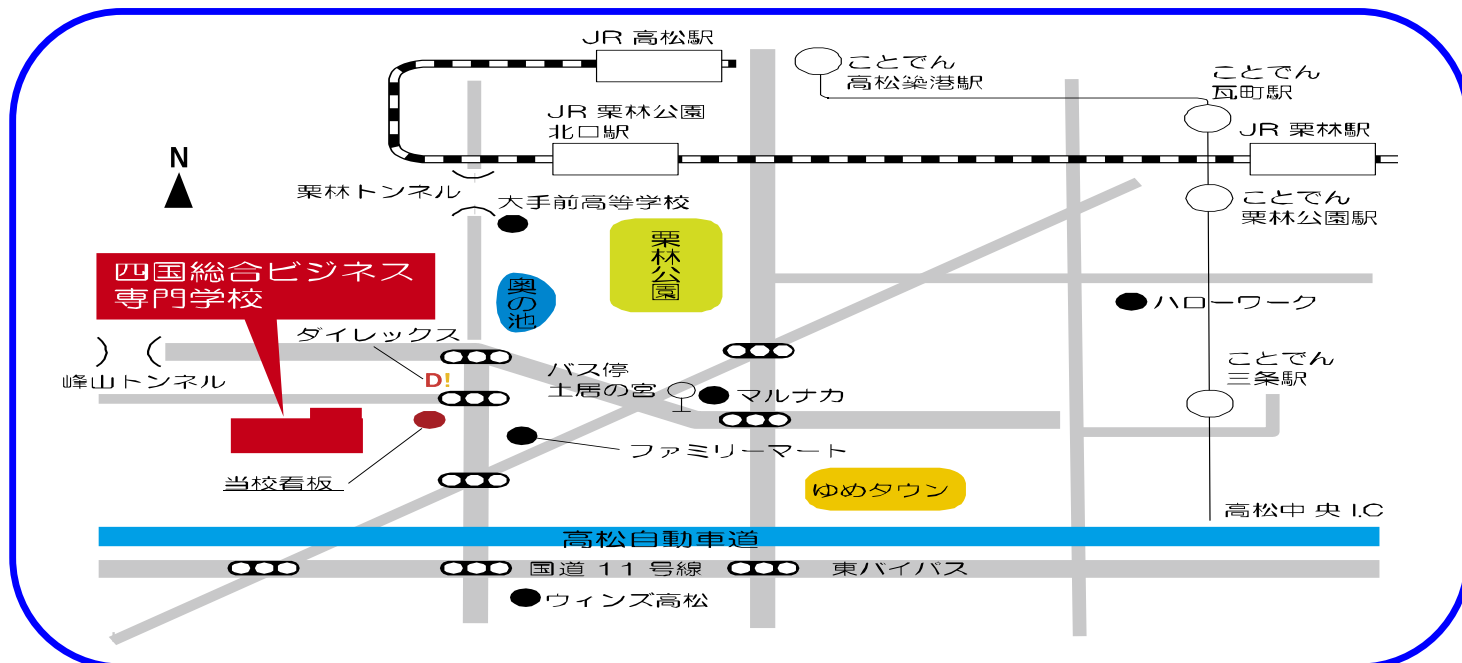 JR 高松駅
ことでん
高松築港駅
ことでん
瓦町駅
JR 栗林公園
北口駅
JR 栗林駅
N
栗林トンネル
大手前高等学校
ことでん
栗林公園駅
栗林公園
四国総合ビジネス
専門学校
奥の池
ハローワーク
ダイレックス
峰山トンネル
D!
バス停
土居の宮
マルナカ
ことでん
三条駅
ファミリーマート
当校看板
ゆめタウン
高松中 央 I.C
高松自動車道
国道 11 号線
東バイパス
ウィンズ高松